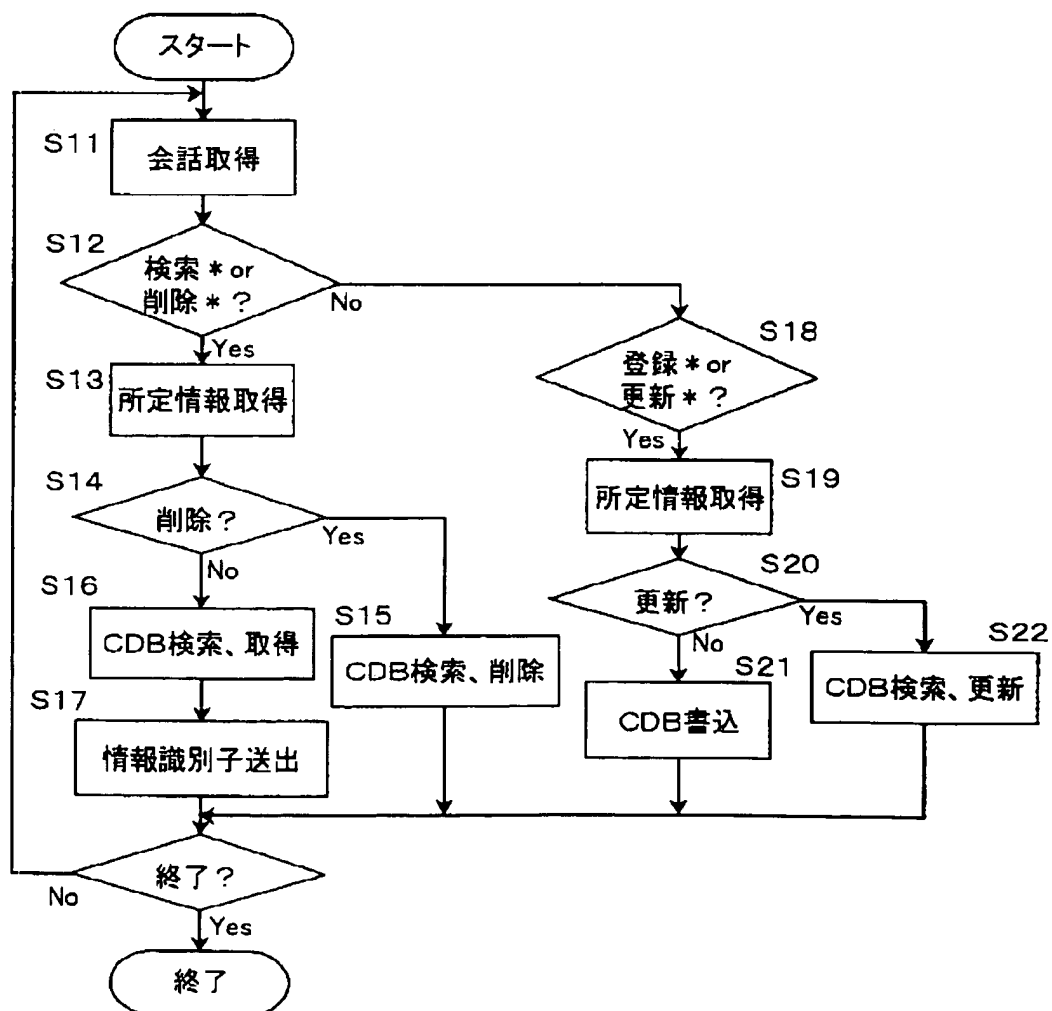 スタート
S11
会話取得
S12
検索*or
削除*?
No
Yes
S13
所定情報取得
S14
削除?
Yes
No
S16
CDB検索、取得
S15
CDB検索、削除
S17
情報識別子送出
S18
登録*or
更新*?
Yes
S19
所定情報取得
S20
更新?
Yes
No
S21
CDB書込
S22
CDB検索、更新
終了?
No
Yes
終了